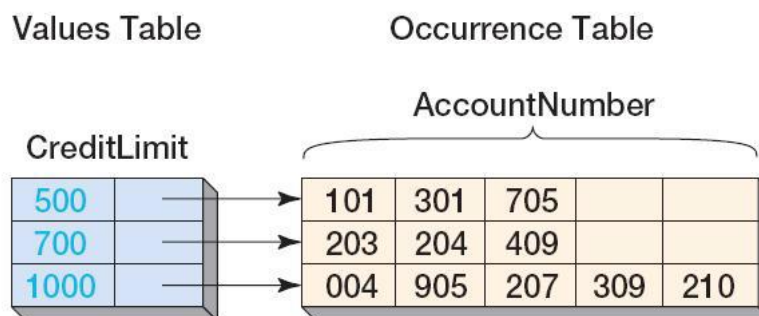 Values Table Occurrence Table
AccountNumber
CreditLimit
500 101 301 705
700 203 204 409
1000 004 905 207 309 210